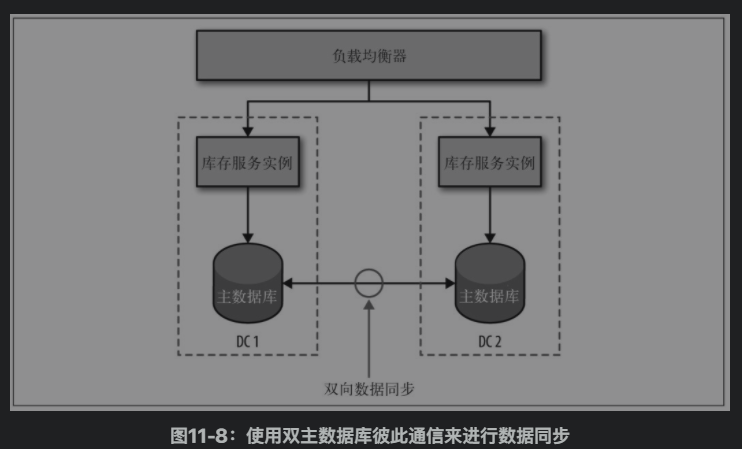 负载均衡器
库存服务实例
库存服务实例
主数据库
主数据库
DC 1
DC 2
双向数据同步
图11-8：使用双主数据库彼此通信来进行数据同步